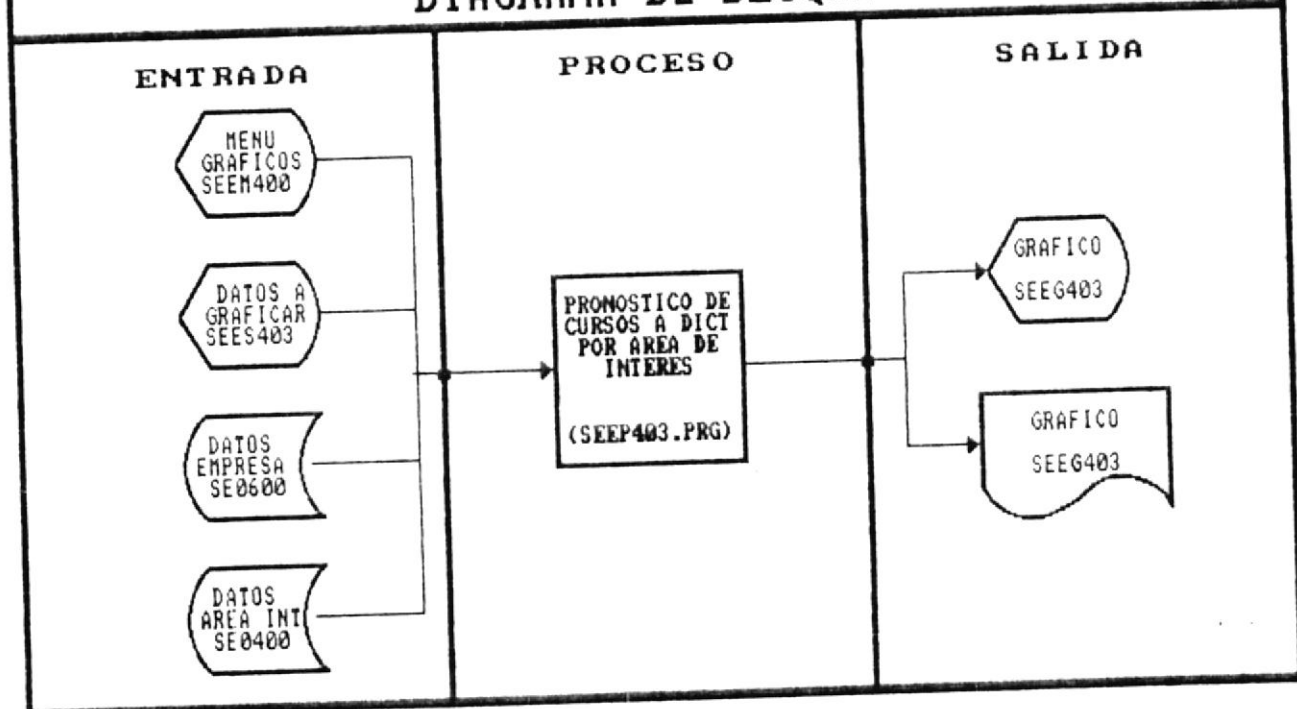 ENTRADA
MENU
GRAFICOS
SEEM400
DATOS A
GRAFICAR
SEES403
DATOS
EMPRESA
SE0600
DATOS
AREA INT
SE0400
PROCESO
PRONOSTICO DE
CURSOS A DICT
POR AREA DE
INTERES
(SEEP403.PRG)
SALIDA
GRAFICO
SEEG403
GRAFICO
SEEG403